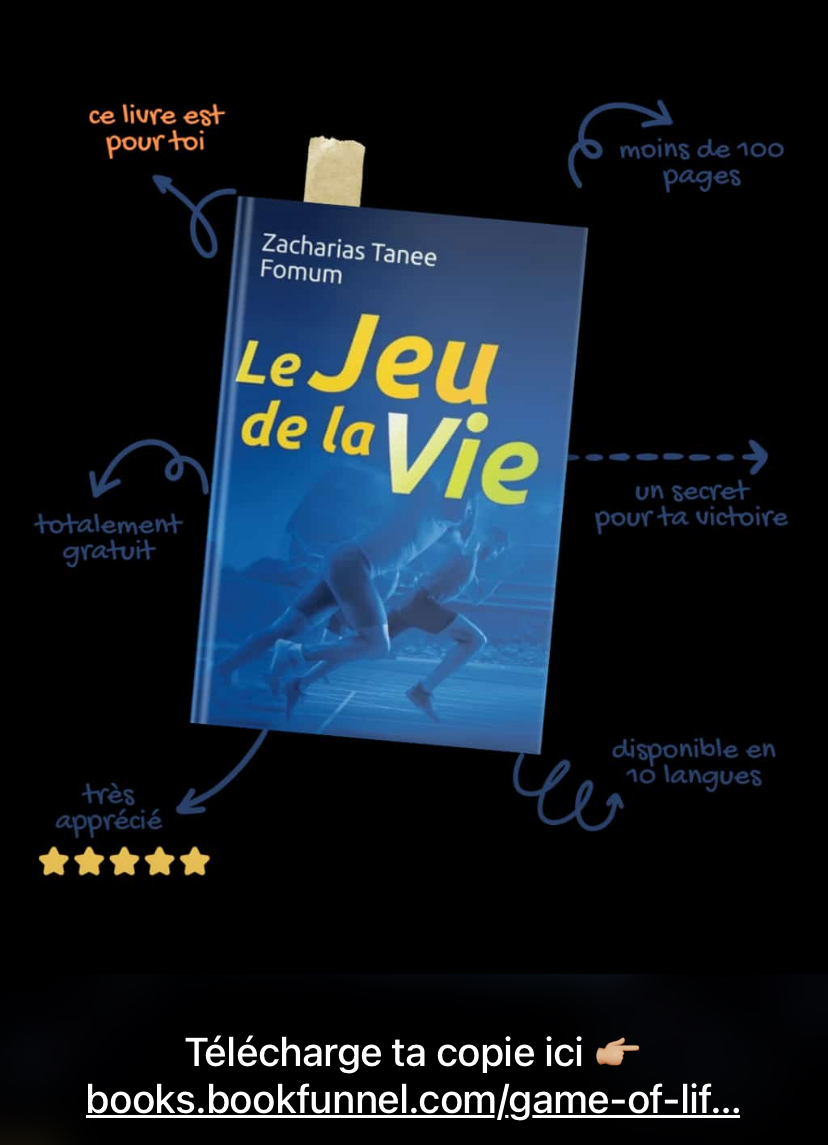 ce livre est
pour toi
moins de 100
pages
Zacharias Tanee
Fomum
Le Jeu
de la Vie
totalement
gratuit
un secret
pour ta victoire
disponible en
10 langues
très
apprécié
Télécharge ta copie ici 👉🏼
books.bookfunnel.com/game-of-lif...